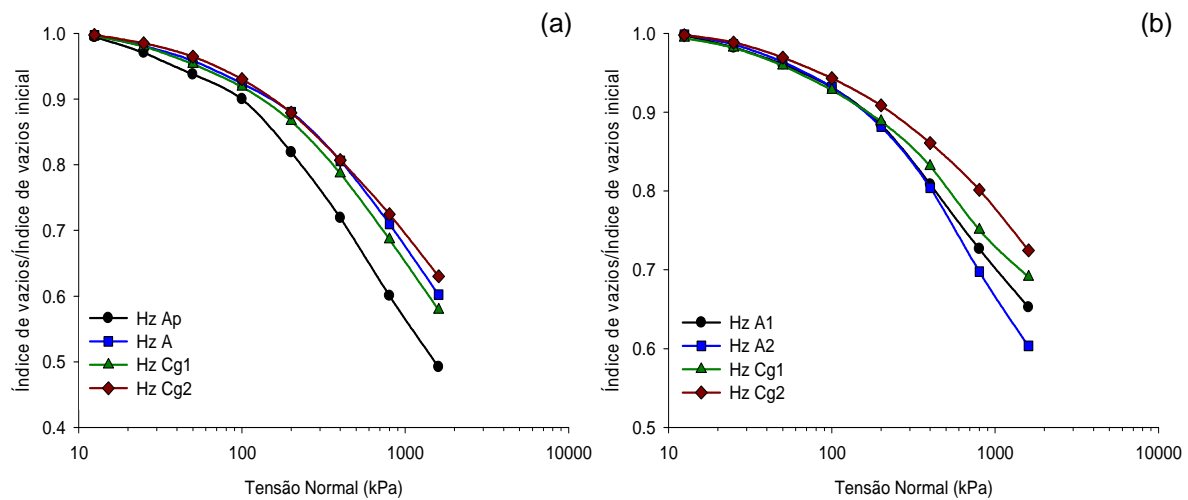 (a)
Índice de vazios/Índice de vazios inicial
1.0
0.9
0.8
0.7
0.6
0.5
0.4
Hz Ap
Hz A
Hz Cg1
Hz Cg2
10 100 1000 10000
Tensão Normal (kPa)
(b)
Índice de vazios/Índice de vazios inicial
1.0
0.9
0.8
0.7
0.6
0.5
Hz A1
Hz A2
Hz Cg1
Hz Cg2
10 100 1000 10000
Tensão Normal (kPa)